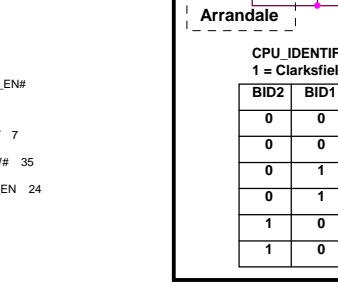 Arrandale
CPU_IDENTIF
1 = Clarksfiel
_EN#
7
# 35
EN 24
BID2 BID1
0 0
0 0
0 1
0 1
1 0
1 0